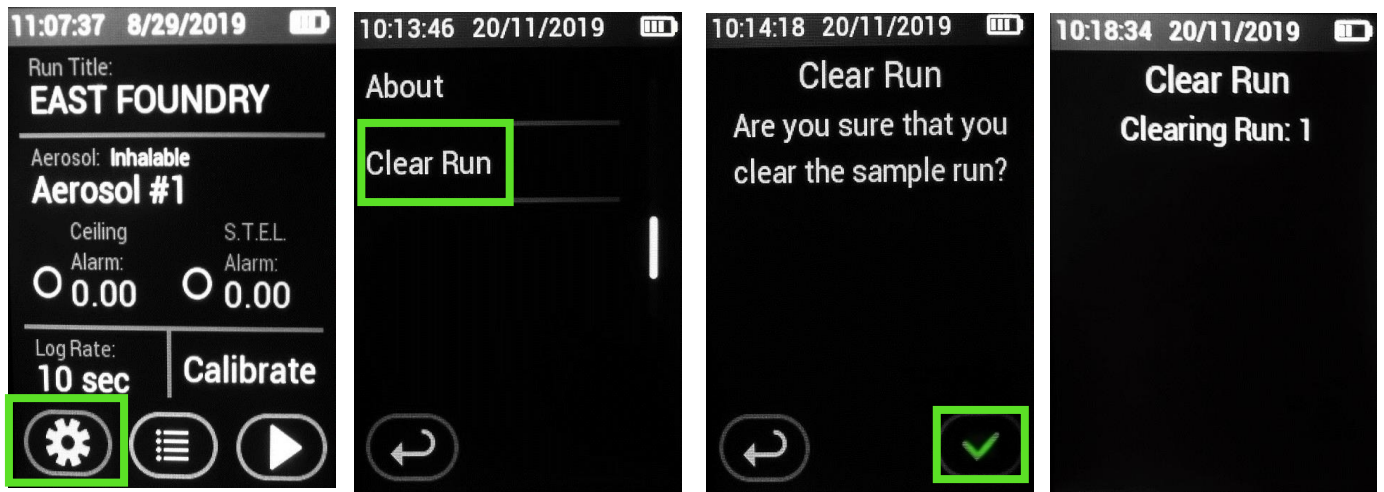 11:07:37 8/29/2019
Run Title:
EAST FOUNDRY
Aerosol: Inhalable
Aerosol #1
Ceiling S.T.E.L.
Alarm: Alarm:
0.00 0.00
Log Rate:
10 sec
Calibrate
10:13:46 20/11/2019
About
Clear Run
10:14:18 20/11/2019
Clear Run
Are you sure that you
clear the sample run?
10:18:34 20/11/2019
Clear Run
Clearing Run: 1